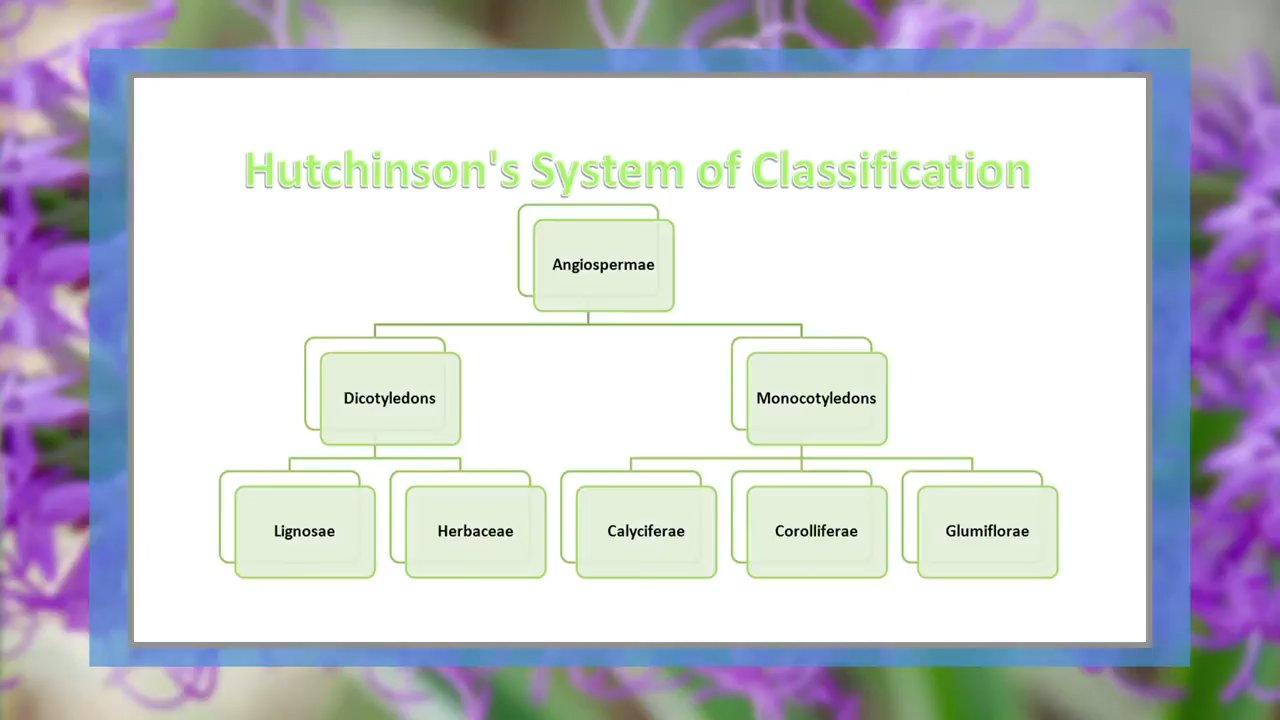 Hutchinson's System of Classification
Angiospermae
Dicotyledons
Monocotyledons
Lignosae
Herbaceae
Calyciferae
Corolliferae
Glumiflorae